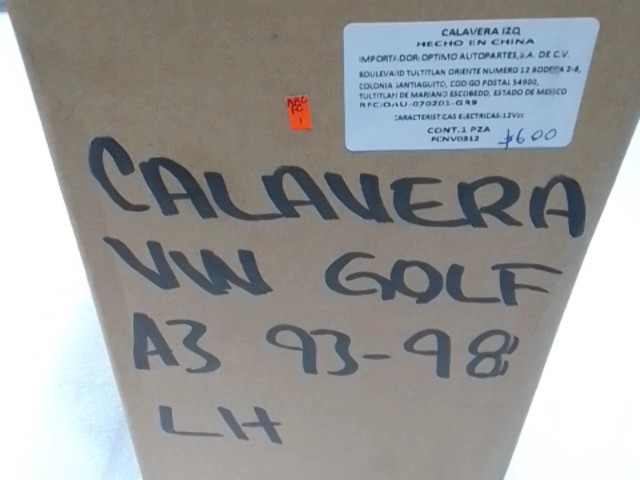 CALAVERA IZQ
HECHO EN CHINA
IMPORTADOR: OPTIMO AUTOPARTES, S.A. DE C.V.
BOULEVARD TULTITLAN ORIENTE NUMERO 12 BODEGA 2-8,
COLONIA SANTIAGUITO, CODIGO POSTAL 54900,
TULTITLAN DE MARIANO ESCOBEDO, ESTADO DE MEXICO
RFC:OAU-070201-GR9
CARACTERISTICAS ELECTRICAS:12Vcc
CONT.1 PZA
FCNV0312
$600
CALAVERA
VW GOLF
A3 93-98
LH